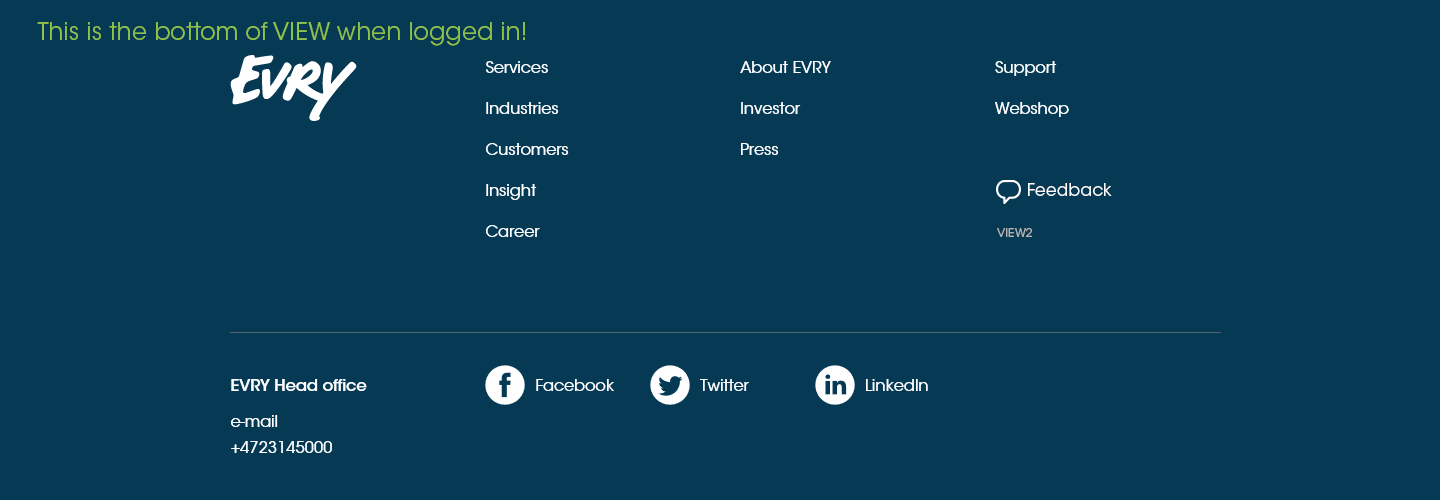 This is the bottom of VIEW when logged in!
EVRY
Services
Industries
Customers
Insight
Career
About EVRY
Investor
Press
Support
Webshop
Feedback
VIEW2
EVRY Head office
e-mail
+4723145000
Facebook
Twitter
LinkedIn